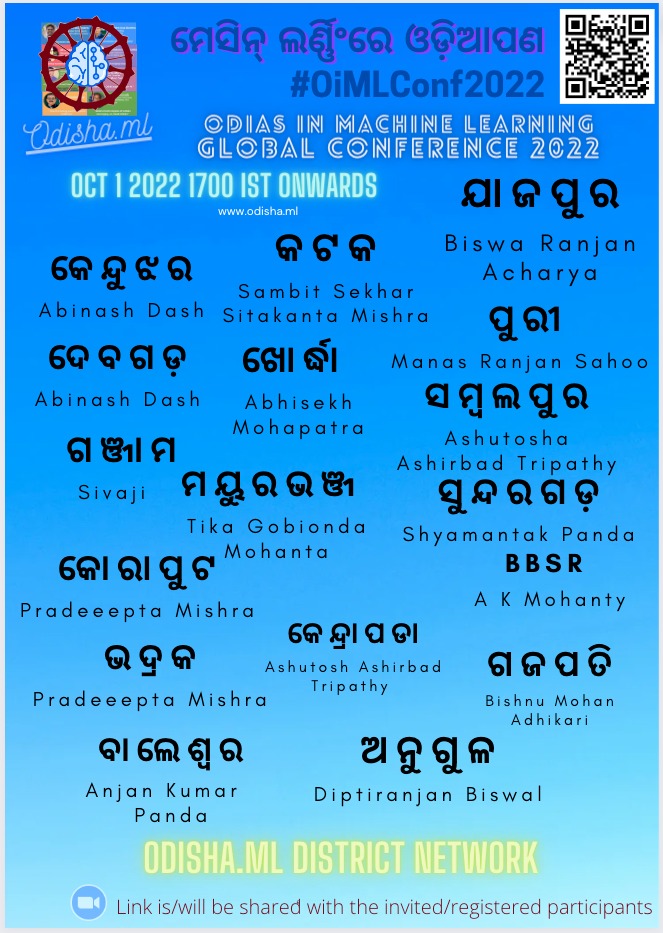 ମେସିନ୍ ଲର୍ଣ୍ଣିଂରେ ଓଡ଼ିଆପଣ
#OiMLConf2022
Odisha.ml
ODIAS IN MACHINE LEARNING
GLOBAL CONFERENCE 2022
OCT 1 2022 1700 IST ONWARDS
www.odisha.ml
ଯାଜପୁର
Biswa Ranjan
Acharya
କଟକ
Sambit Sekhar
Sitakanta Mishra
କେନ୍ଦୁଝର
Abinash Dash
ପୁରୀ
Manas Ranjan Sahoo
ଦେବଗଡ଼
Abinash Dash
ଖୋର୍ଦ୍ଧା
Abhisekh
Mohapatra
ସମ୍ବଲପୁର
Ashutosha
Ashirbad Tripathy
ଗଞ୍ଜାମ
Sivaji
ମୟୁରଭଞ୍ଜ
Tika Gobionda
Mohanta
ସୁନ୍ଦରଗଡ଼
Shyamantak Panda
BBSR
A K Mohanty
କୋରାପୁଟ
Pradeeepta Mishra
କେନ୍ଦ୍ରାପଡା
Ashutosh Ashirbad
Tripathy
ଭଦ୍ରକ
Pradeeepta Mishra
ଗଜପତି
Bishnu Mohan
Adhikari
ବାଲେଶ୍ୱର
Anjan Kumar
Panda
ଅନୁଗୁଳ
Diptiranjan Biswal
ODISHA.ML DISTRICT NETWORK
Link is/will be shared with the invited/registered participants